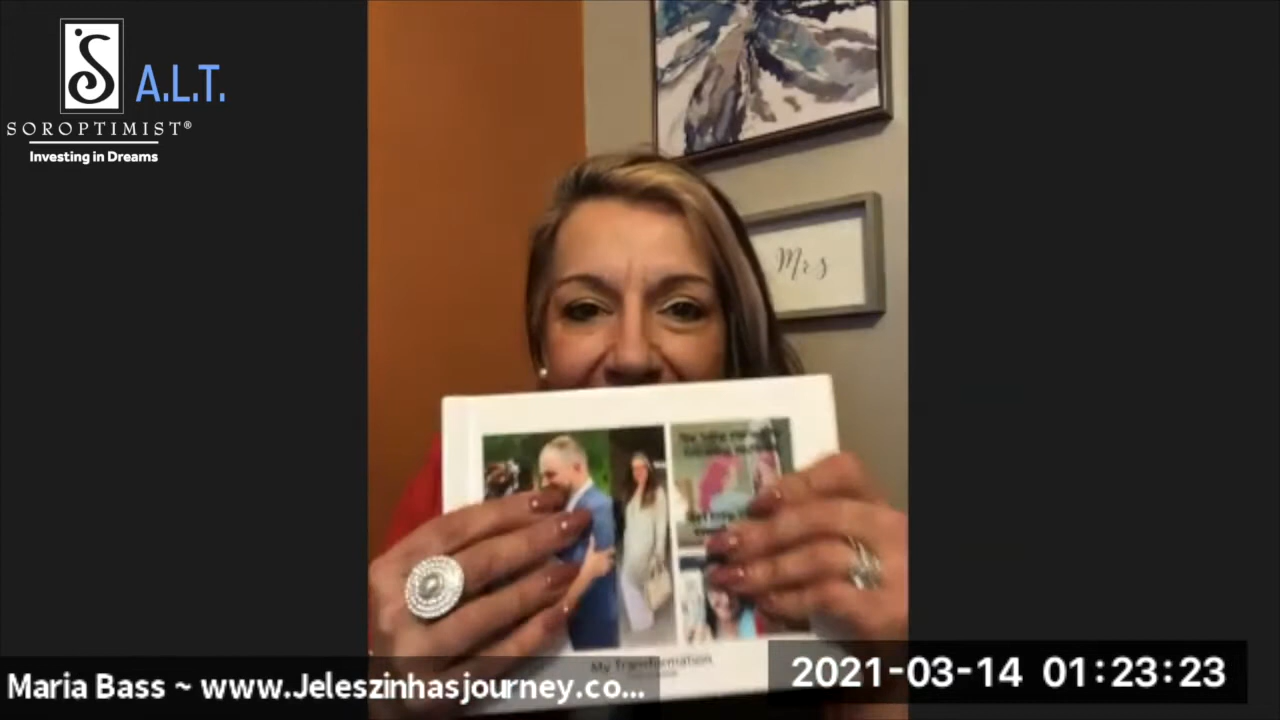 S
A.L.T.
SOROPTIMIST®
Investing in Dreams
Mrs
My Transformation
Maria Bass ~ www.Jeleszinhasjourney.co...
2021-03-14 01:23:23